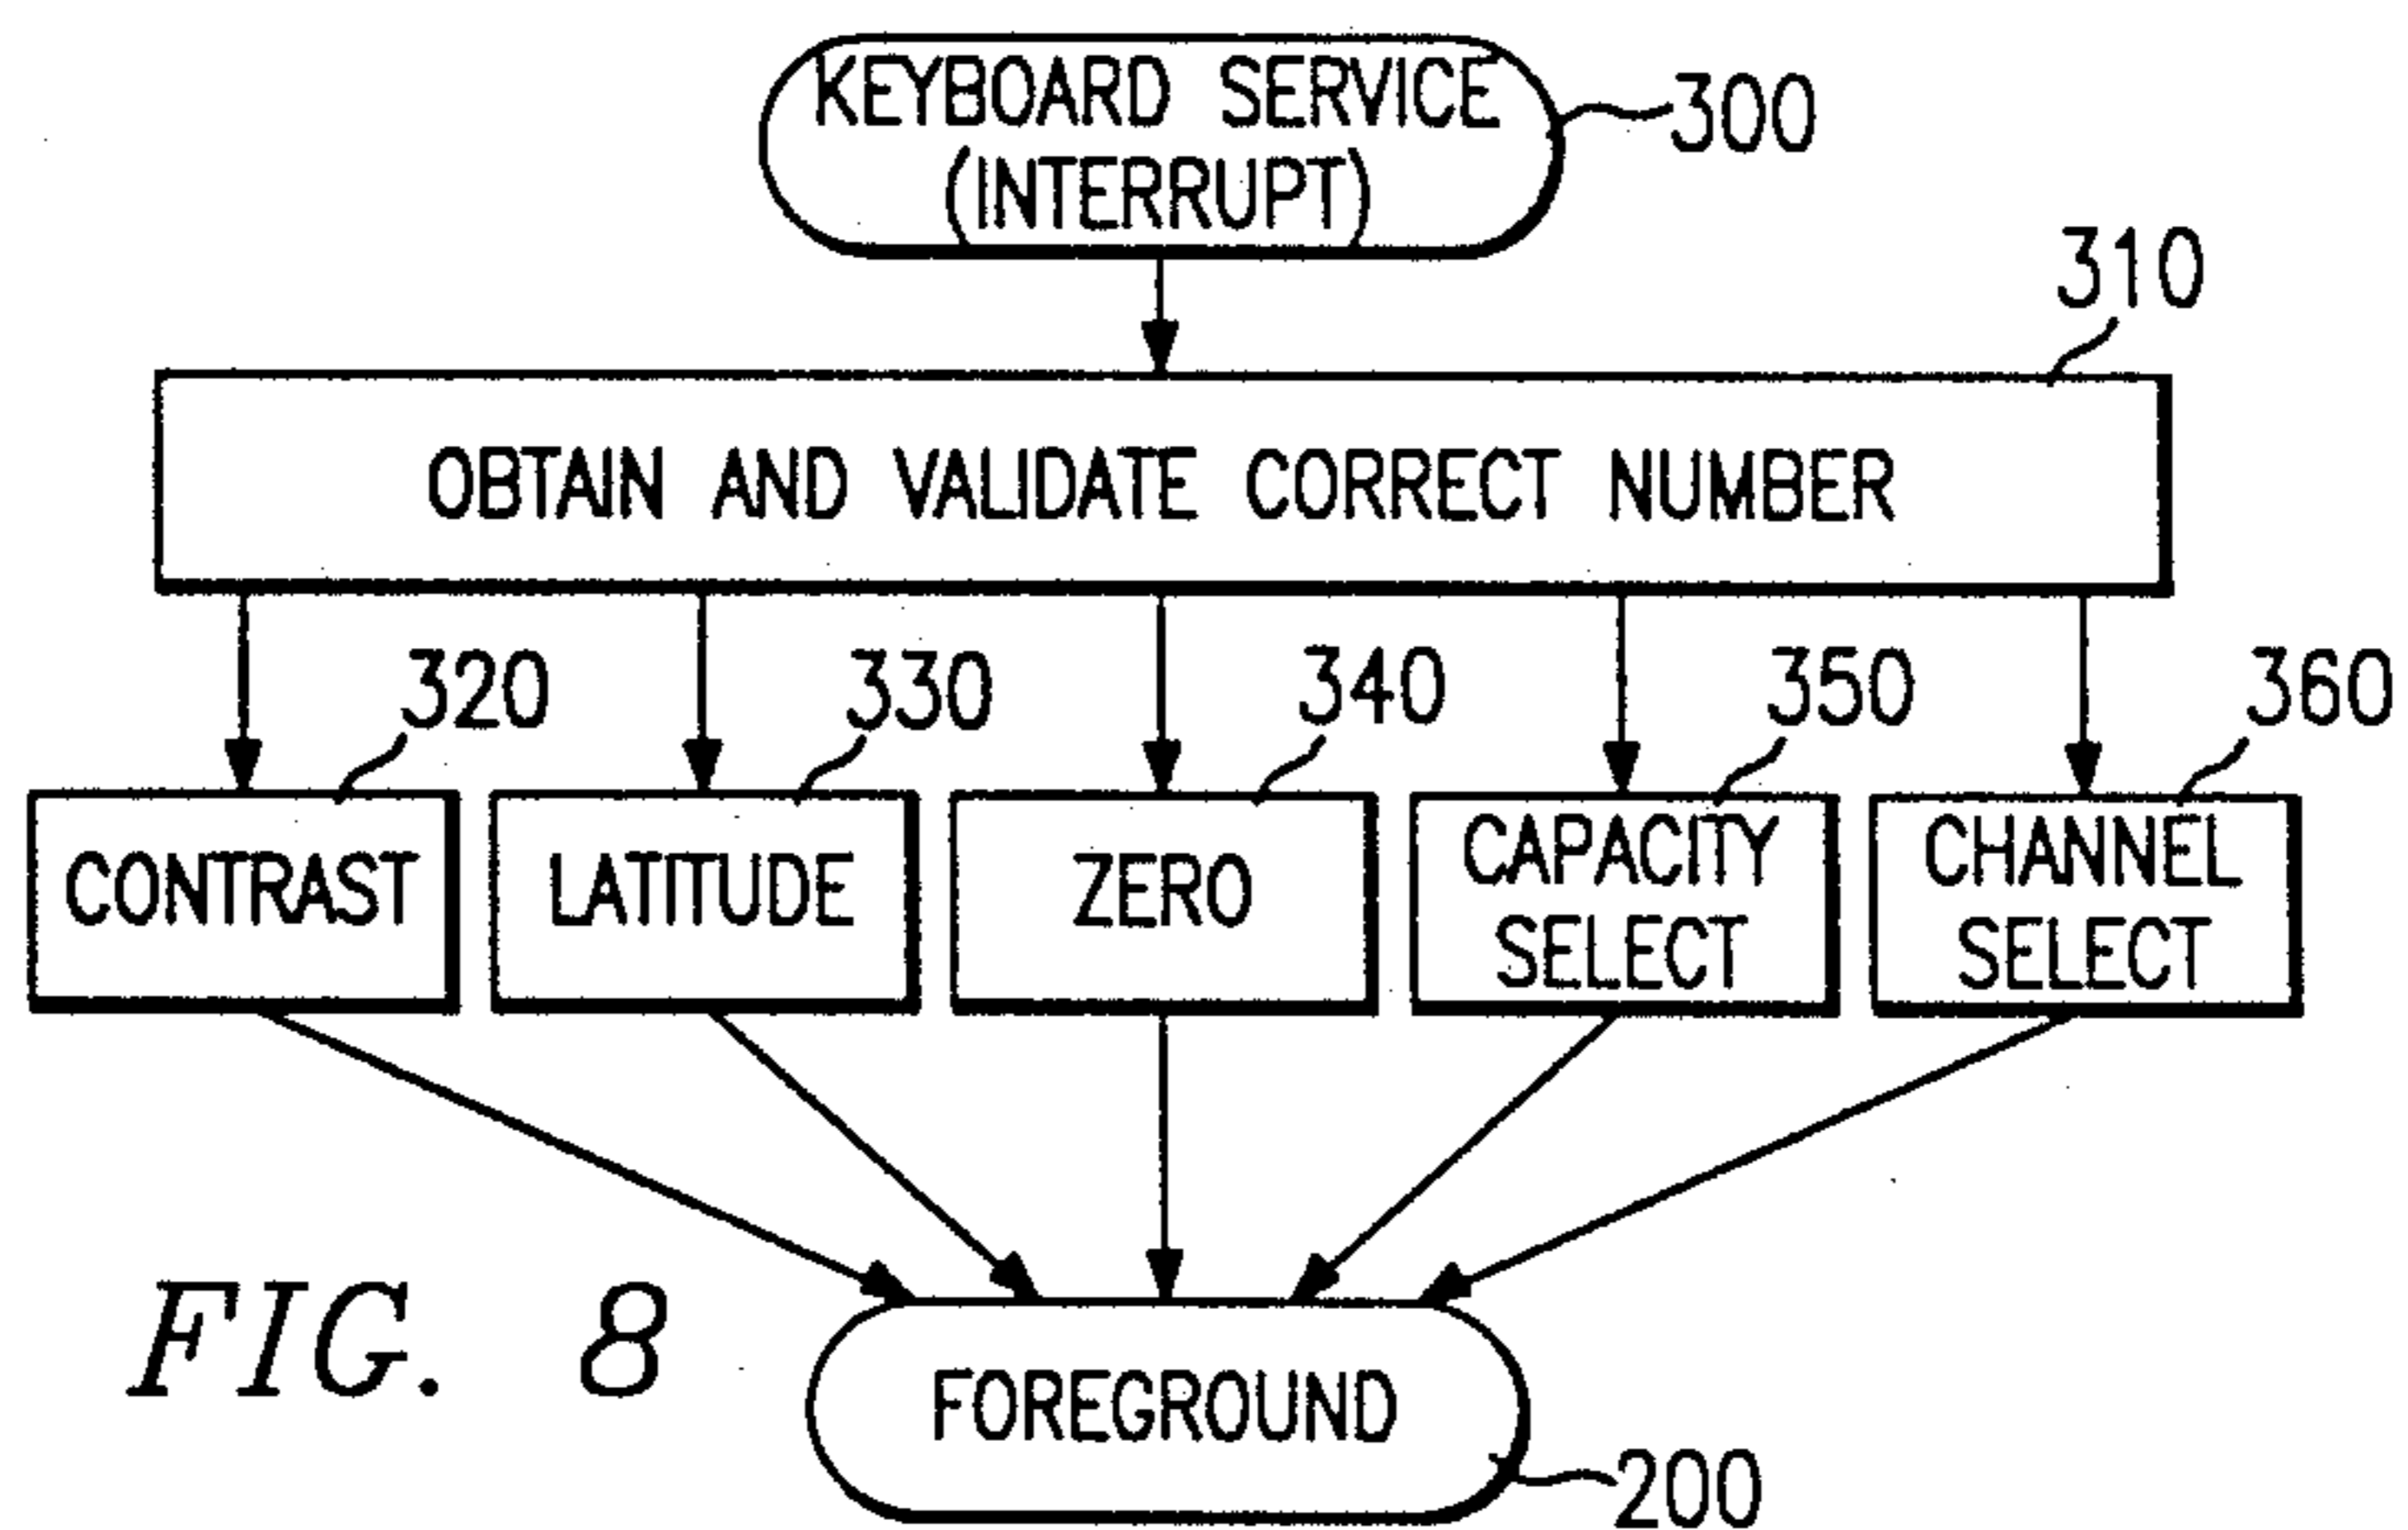 KEYBOARD SERVICE
(INTERRUPT)
300
310
OBTAIN AND VALIDATE CORRECT NUMBER
320
330
340
350
360
CONTRAST
LATITUDE
ZERO
CAPACITY
SELECT
CHANNEL
SELECT
FIG. 8
FOREGROUND
200